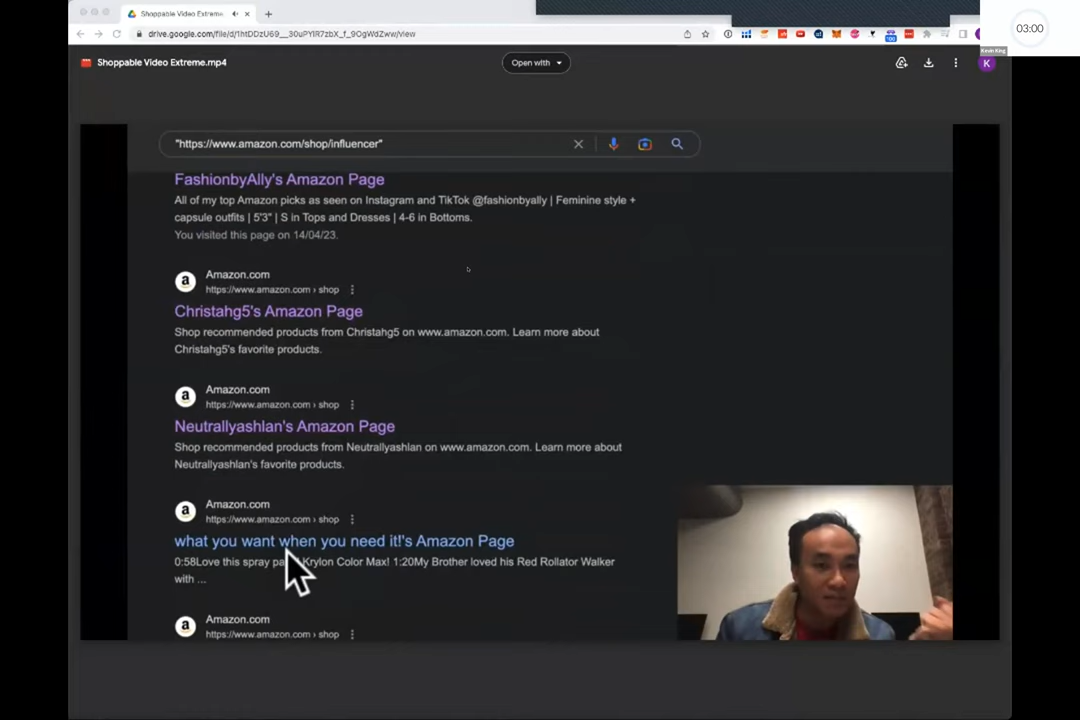 Shoppable Video Extreme
drive.google.com/file/d/1htDDzU69__30uPYIR7zbX_f_9OgWdZww/view
03:00
Kevin King
Shoppable Video Extreme.mp4
Open with
K
"https://www.amazon.com/shop/influencer"
FashionbyAlly's Amazon Page
All of my top Amazon picks as seen on Instagram and TikTok @fashionbyally | Feminine style +
capsule outfits | 5'3" | S in Tops and Dresses | 4-6 in Bottoms.
You visited this page on 14/04/23.
Amazon.com
https://www.amazon.com › shop
Christahg5's Amazon Page
Shop recommended products from Christahg5 on www.amazon.com. Learn more about
Christahg5's favorite products.
Amazon.com
https://www.amazon.com › shop
Neutrallyashlan's Amazon Page
Shop recommended products from Neutrallyashlan on www.amazon.com. Learn more about
Neutrallyashlan's favorite products.
Amazon.com
https://www.amazon.com › shop
what you want when you need it!'s Amazon Page
0:58Love this spray Krylon Color Max! 1:20My Brother loved his Red Rollator Walker
with ...
Amazon.com
https://www.amazon.com › shop